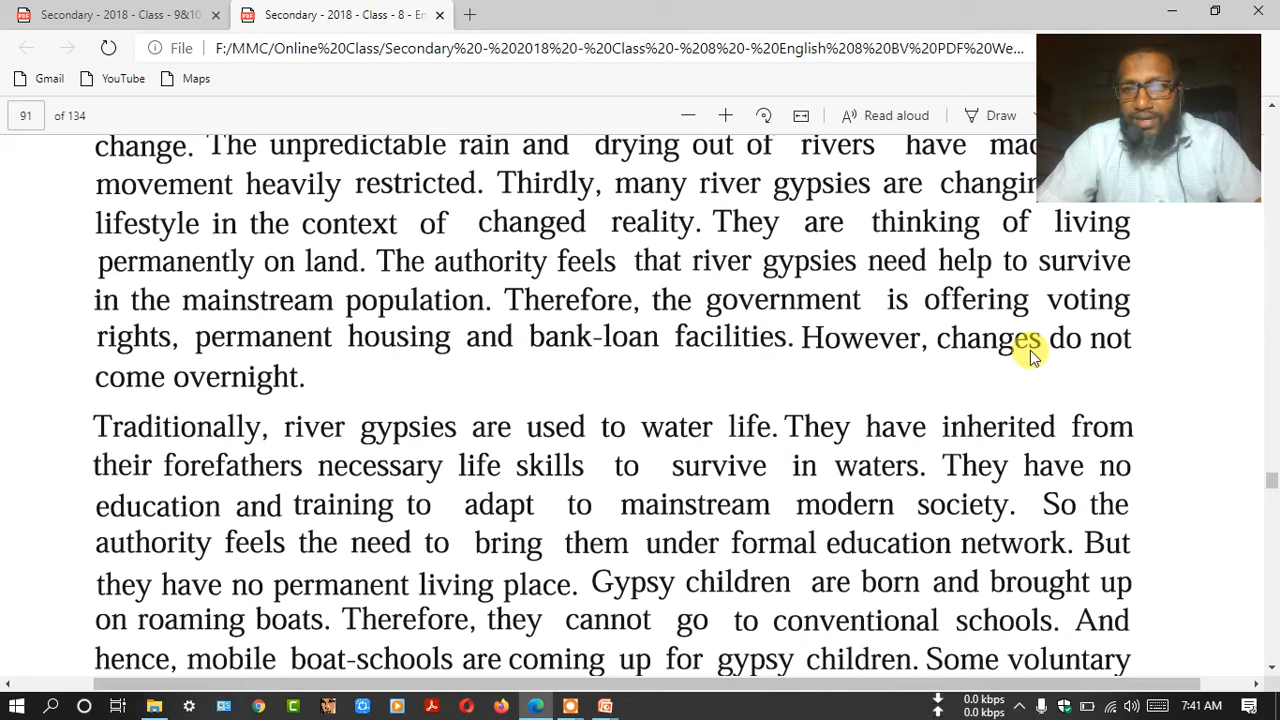 Secondary - 2018 - Class - 9&10
Secondary - 2018 - Class - 8 - En
File F:/MMC/Online%20Class/Secondary%20-%202018%20-%20Class%20-%208%20-%20English%208%20BV%20PDF%20We...
Gmail YouTube Maps
91 of 134 Read aloud Draw
change. The unpredictable rain and drying out of rivers have
movement heavily restricted. Thirdly, many river gypsies are
lifestyle in the context of changed reality. They are thinking of living
permanently on land. The authority feels that river gypsies need help to survive
in the mainstream population. Therefore, the government is offering voting
rights, permanent housing and bank-loan facilities. However, changes do not
come overnight.
Traditionally, river gypsies are used to water life. They have inherited from
their forefathers necessary life skills to survive in waters. They have no
education and training to adapt to mainstream modern society. So the
authority feels the need to bring them under formal education network. But
they have no permanent living place. Gypsy children are born and brought up
on roaming boats. Therefore, they cannot go to conventional schools. And
hence, mobile boat-schools are coming up for gypsy children. Some voluntary
0.0 kbps
0.0 kbps
7:41 AM